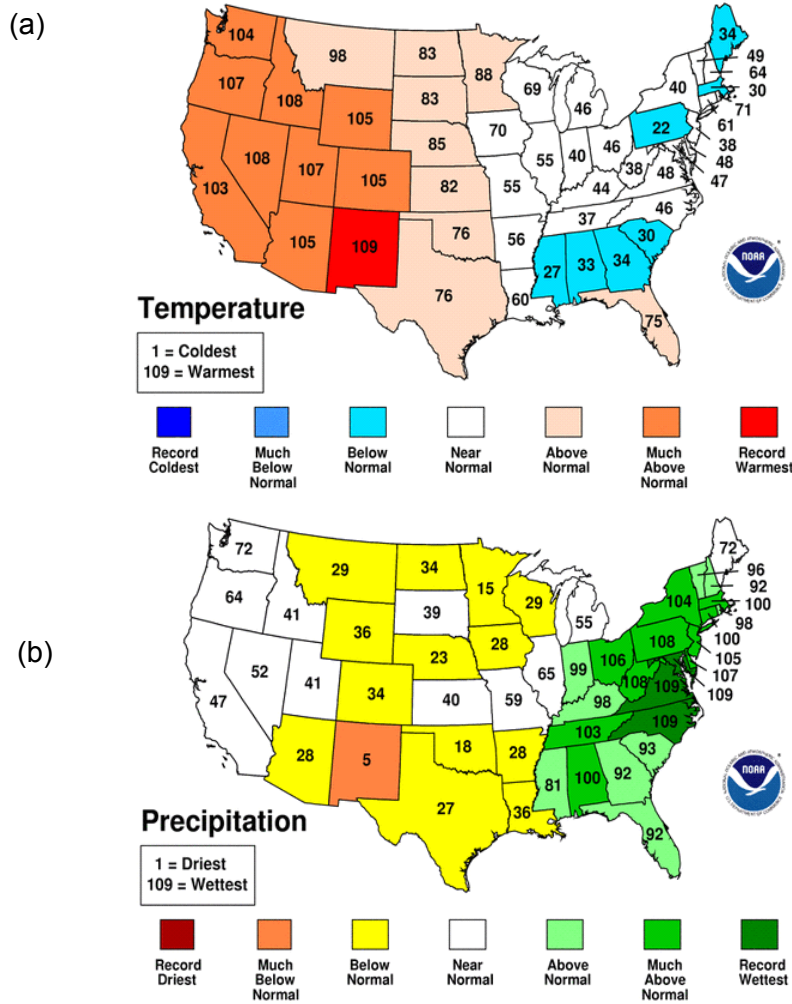 (a)
104
98
83
88
34
49
64
30
71
61
38
48
47
107
108
105
83
69
46
40
22
103
108
107
105
85
70
55
40
46
38
48
82
55
44
46
105
109
76
56
37
30
76
60
27
33
34
75
NOAA
Temperature
1 = Coldest
109 = Warmest
Record
Coldest
Much
Below
Normal
Below
Normal
Near
Normal
Above
Normal
Much
Above
Normal
Record
Warmest
(b)
72
29
34
15
72
96
92
100
98
100
105
107
109
64
41
36
39
29
55
104
108
47
52
41
34
23
28
65
99
106
108
109
40
59
98
109
28
5
18
28
103
93
27
36
81
100
92
92
NOAA
Precipitation
1 = Driest
109 = Wettest
Record
Driest
Much
Below
Normal
Below
Normal
Near
Normal
Above
Normal
Much
Above
Normal
Record
Wettest